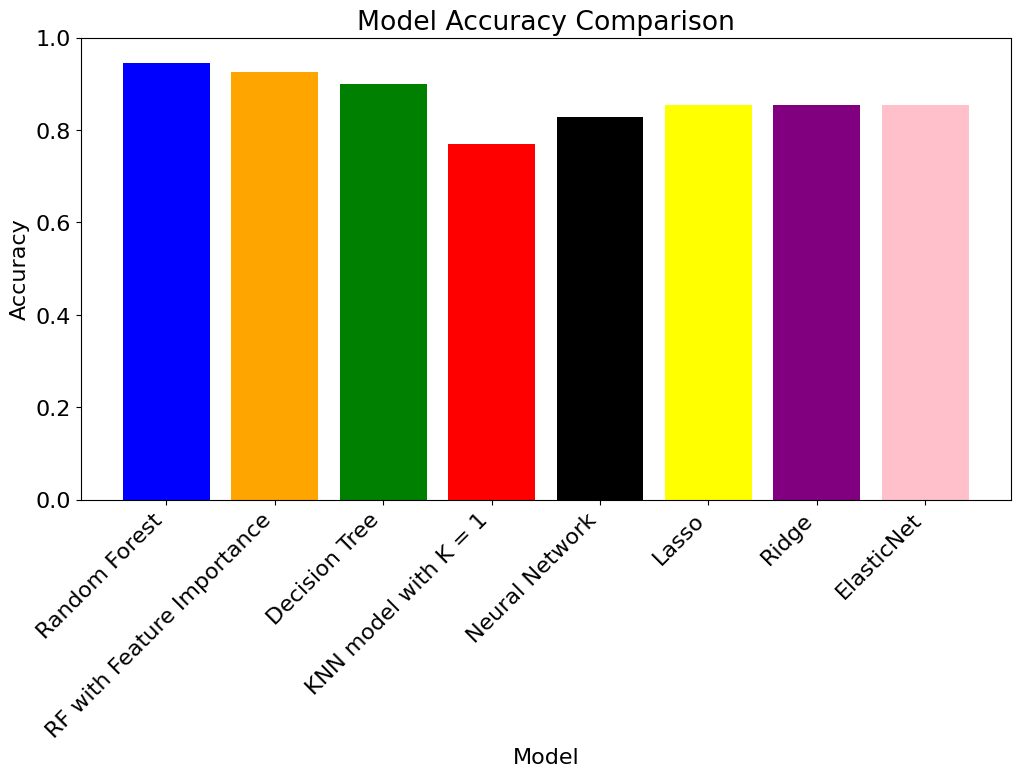 Model Accuracy Comparison
1.0
0.8
0.6
0.4
0.2
0.0
Accuracy
Random Forest
RF with Feature Importance
Decision Tree
KNN model with K = 1
Neural Network
Lasso
Ridge
ElasticNet
Model